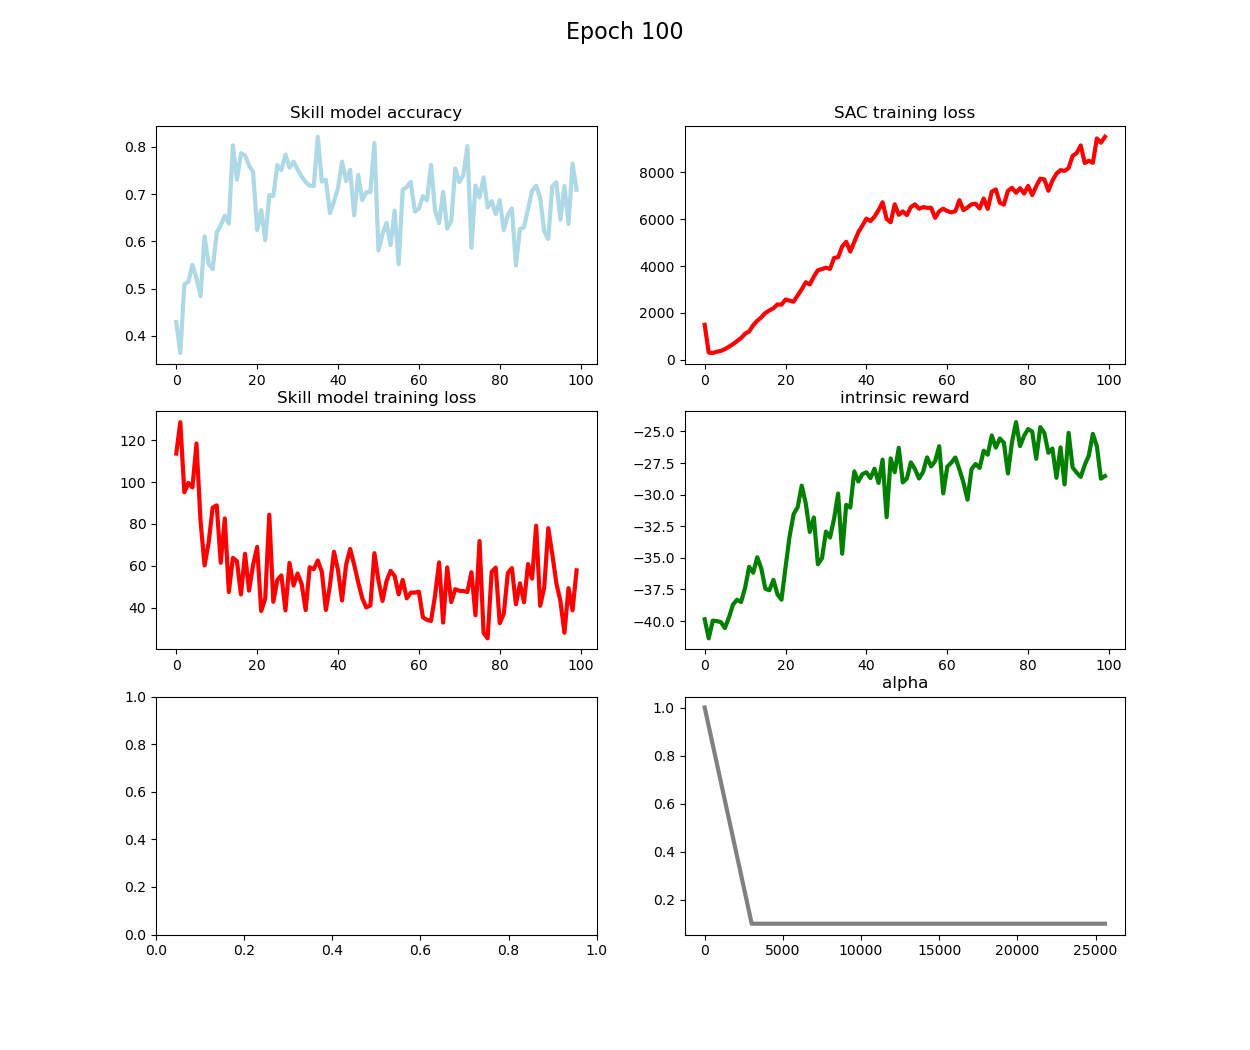 Epoch 100
Skill model accuracy
0.8
0.7
0.6
0.5
0.4
0 20 40 60 80 100
SAC training loss
8000
6000
4000
2000
0
0 20 40 60 80 100
Skill model training loss
120
100
80
60
40
0 20 40 60 80 100
intrinsic reward
−25.0
−27.5
−30.0
−32.5
−35.0
−37.5
−40.0
0 20 40 60 80 100
1.0
0.8
0.6
0.4
0.2
0.0
0.0 0.2 0.4 0.6 0.8 1.0
alpha
1.0
0.8
0.6
0.4
0.2
0 5000 10000 15000 20000 25000